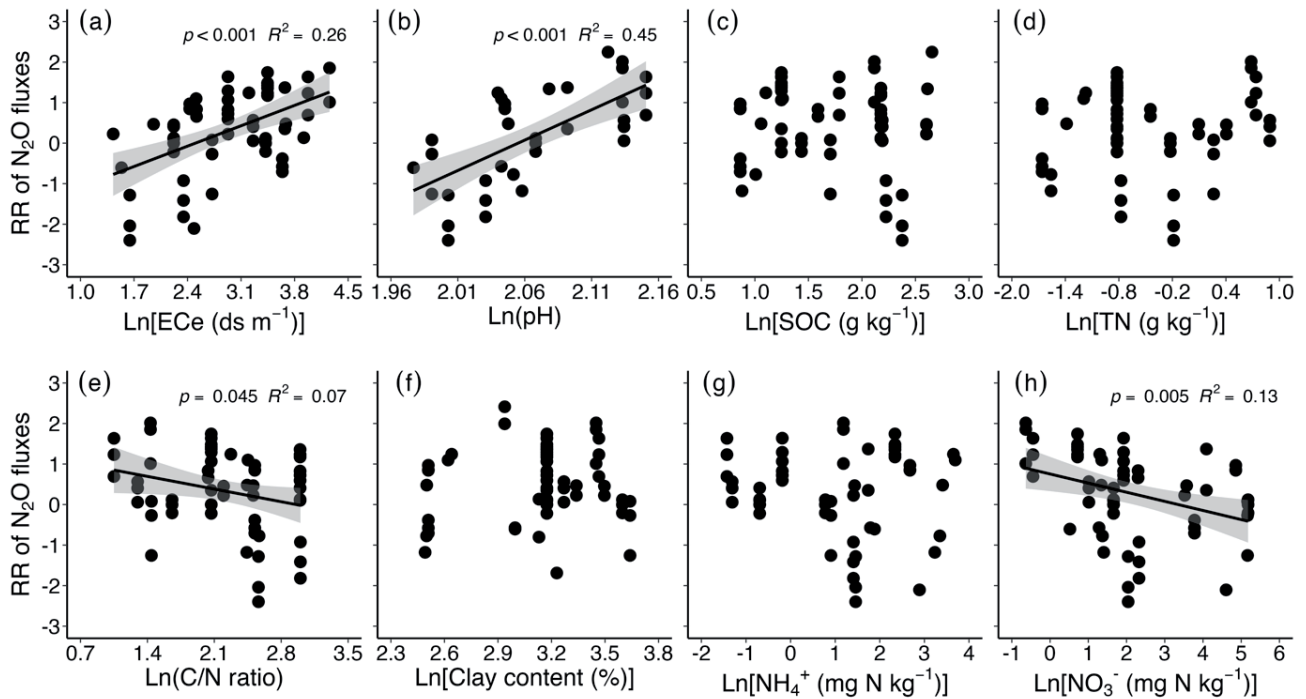 (a) p < 0.001 R² = 0.26
(b) p < 0.001 R² = 0.45
(c)
(d)
RR of N₂O fluxes
3
2
1
0
-1
-2
-3
1.0 1.7 2.4 3.1 3.8 4.5
1.96 2.01 2.06 2.11 2.16
0.5 1.0 1.5 2.0 2.5 3.0
-2.0 -1.4 -0.8 -0.2 0.4 1.0
Ln[ECe (ds m⁻¹)]
Ln(pH)
Ln[SOC (g kg⁻¹)]
Ln[TN (g kg⁻¹)]
(e) p = 0.045 R² = 0.07
(f)
(g)
(h) p = 0.005 R² = 0.13
RR of N₂O fluxes
3
2
1
0
-1
-2
-3
0.7 1.4 2.1 2.8 3.5
2.3 2.6 2.9 3.2 3.5 3.8
-2 -1 0 1 2 3 4
-1 0 1 2 3 4 5 6
Ln(C/N ratio)
Ln[Clay content (%)]
Ln[NH₄⁺ (mg N kg⁻¹)]
Ln[NO₃⁻ (mg N kg⁻¹)]